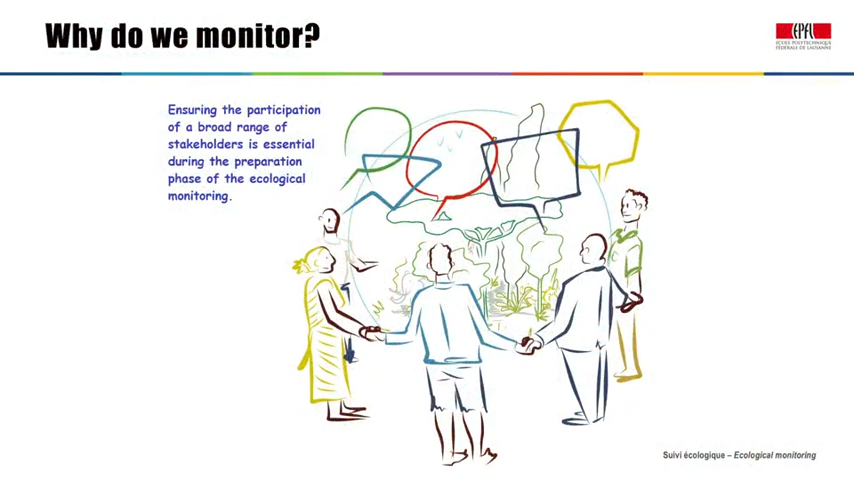 Why do we monitor?
EPFL
ÉCOLE POLYTECHNIQUE
FÉDÉRALE DE LAUSANNE
Ensuring the participation
of a broad range of
stakeholders is essential
during the preparation
phase of the ecological
monitoring.
Suivi écologique – Ecological monitoring